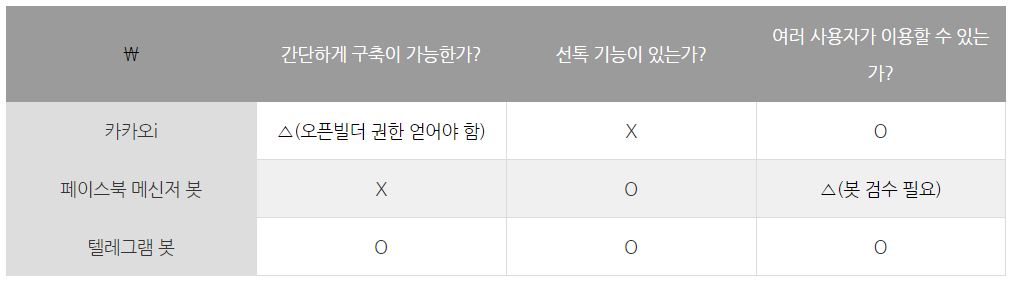 ₩ 간단하게 구축이 가능한가? 선톡 기능이 있는가? 여러 사용자가 이용할 수 있는
가?
카카오i △(오픈빌더 권한 얻어야 함) X O
페이스북 메신저 봇 X O △(봇 검수 필요)
텔레그램 봇 O O O